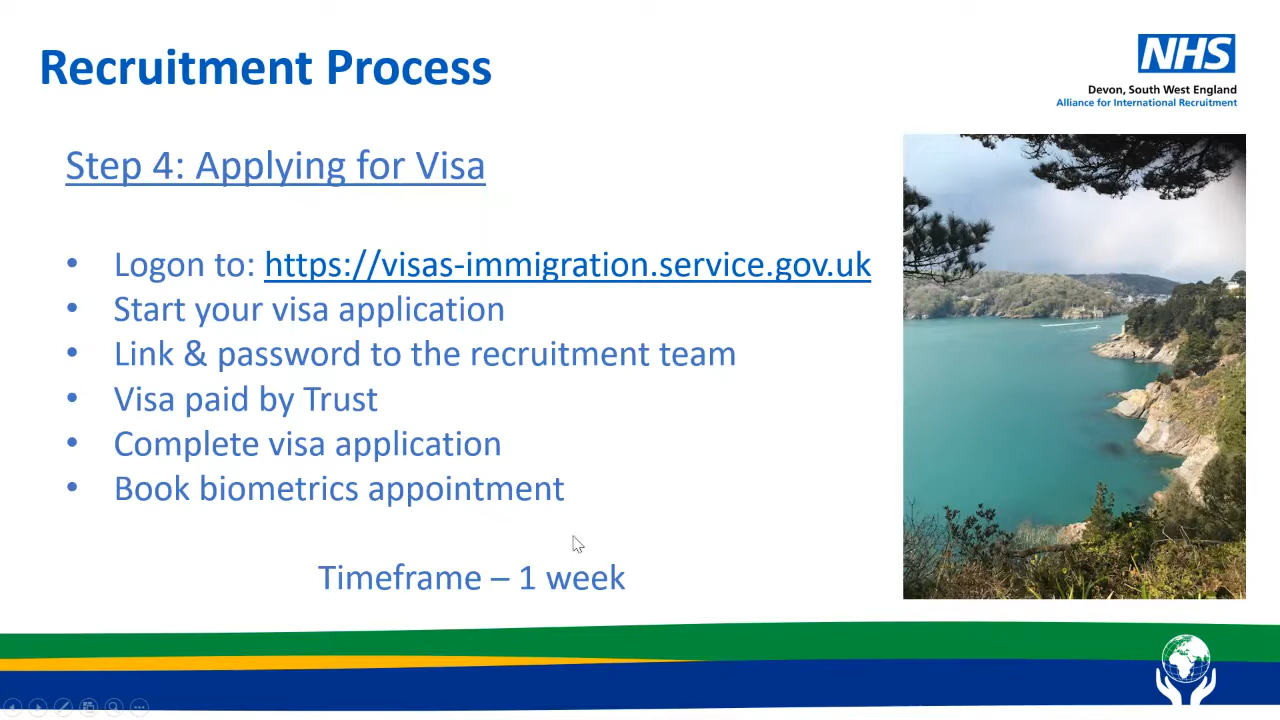 Recruitment Process
NHS
Devon, South West England
Alliance for International Recruitment
Step 4: Applying for Visa
• Logon to: https://visas-immigration.service.gov.uk
• Start your visa application
• Link & password to the recruitment team
• Visa paid by Trust
• Complete visa application
• Book biometrics appointment
Timeframe – 1 week